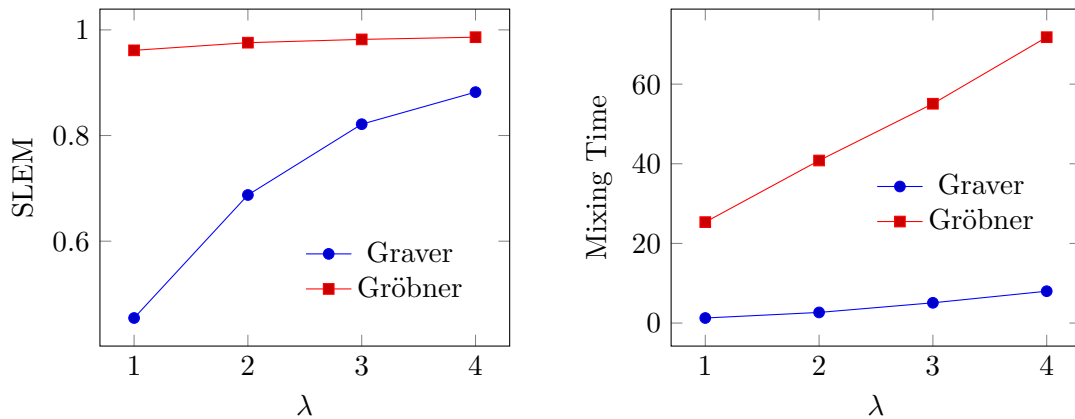 1
0.8
0.6
SLEM
1 2 3 4
λ
Graver
Gröbner
60
40
20
0
Mixing Time
1 2 3 4
λ
Graver
Gröbner